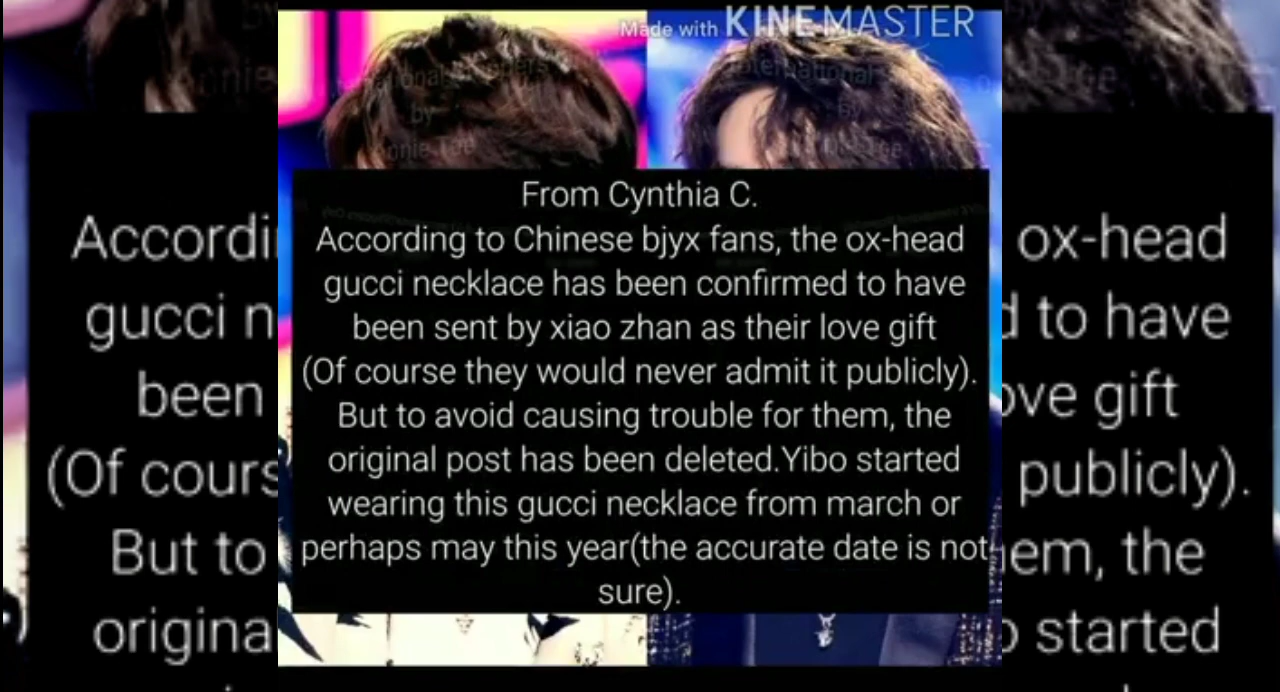 Made with KINEMASTER
From Cynthia C.
According to Chinese bjyx fans, the ox-head
gucci necklace has been confirmed to have
been sent by xiao zhan as their love gift
(Of course they would never admit it publicly).
But to avoid causing trouble for them, the
original post has been deleted.Yibo started
wearing this gucci necklace from march or
perhaps may this year(the accurate date is not
sure).